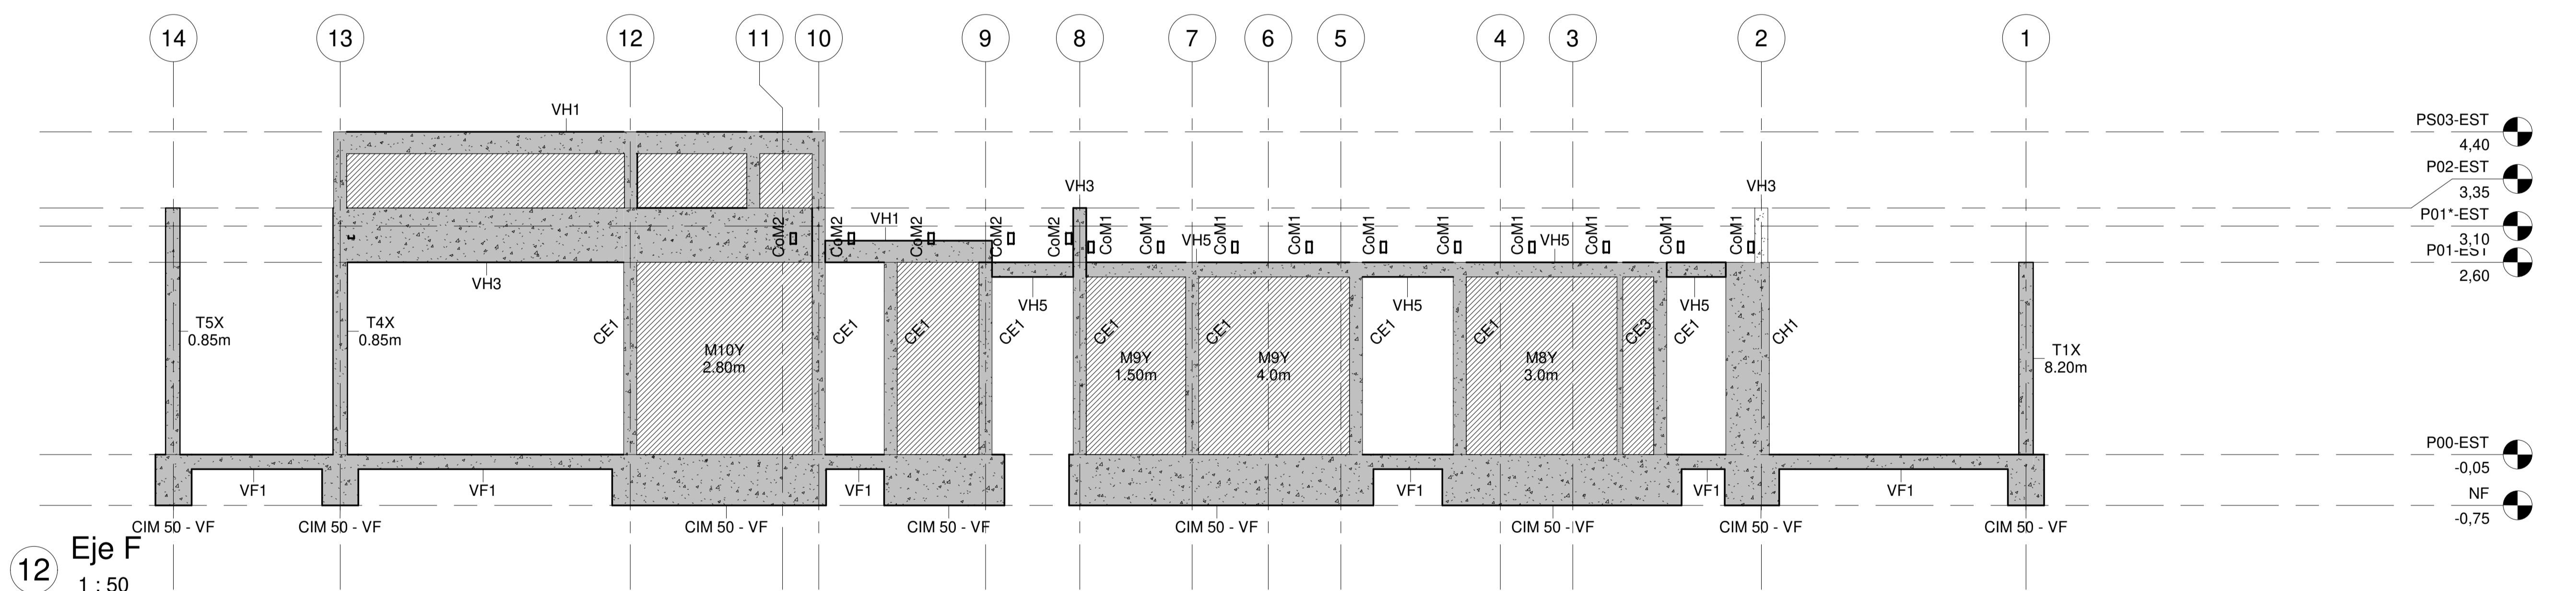 14
13
12
11
10
9
8
7
6
5
4
3
2
1
VH1
PS03-EST
4,40
P02-EST
3,35
P01*-EST
3,10
P01-EST
2,60
VH3
VH3
CoM2
CoM2
VH1
CoM2
CoM2
CoM2
CoM1
CoM1
VH5
CoM1
CoM1
CoM1
CoM1
CoM1
VH5
CoM1
CoM1
CoM1
VH3
VH5
VH5
VH5
T5X
0.85m
T4X
0.85m
CE1
M10Y
2.80m
CE1
CE1
CE1
CE1
M9Y
1.50m
CE1
M9Y
4.0m
CE1
CE1
M8Y
3.0m
CE3
CE1
CH1
T1X
8.20m
P00-EST
-0,05
VF1
VF1
VF1
VF1
VF1
VF1
NF
-0,75
CIM 50 - VF
CIM 50 - VF
CIM 50 - VF
CIM 50 - VF
CIM 50 - VF
CIM 50 - VF
CIM 50 - VF
CIM 50 - VF
12
Eje F
1 : 50